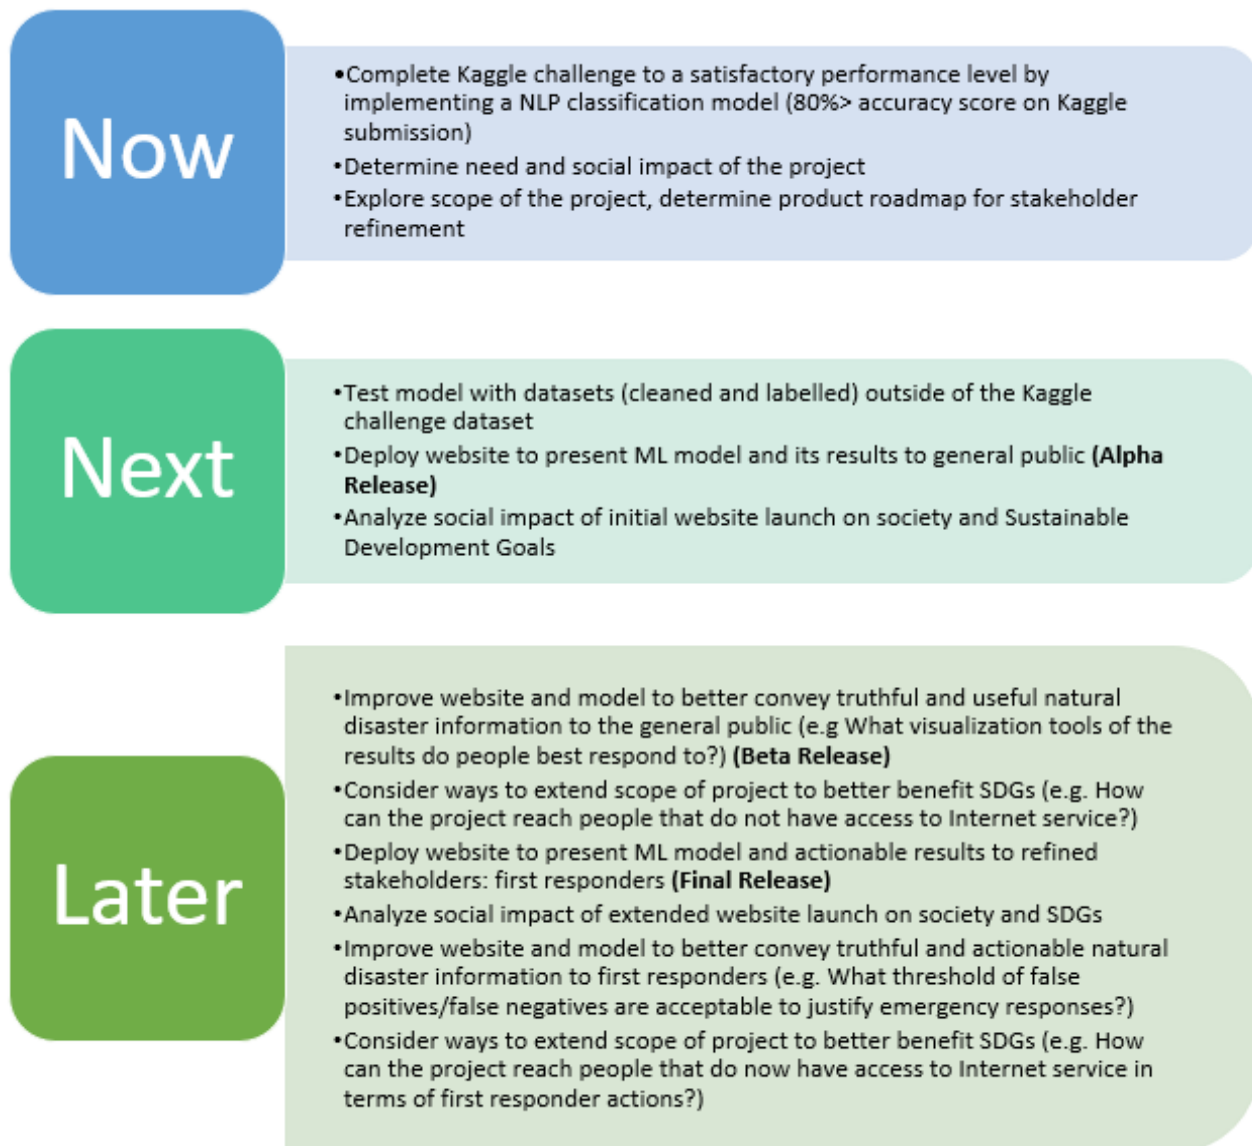 Now
•Complete Kaggle challenge to a satisfactory performance level by
implementing a NLP classification model (80%> accuracy score on Kaggle
submission)
•Determine need and social impact of the project
•Explore scope of the project, determine product roadmap for stakeholder
refinement
Next
•Test model with datasets (cleaned and labelled) outside of the Kaggle
challenge dataset
•Deploy website to present ML model and its results to general public (Alpha
Release)
•Analyze social impact of initial website launch on society and Sustainable
Development Goals
Later
•Improve website and model to better convey truthful and useful natural
disaster information to the general public (e.g What visualization tools of the
results do people best respond to?) (Beta Release)
•Consider ways to extend scope of project to better benefit SDGs (e.g. How
can the project reach people that do not have access to Internet service?)
•Deploy website to present ML model and actionable results to refined
stakeholders: first responders (Final Release)
•Analyze social impact of extended website launch on society and SDGs
•Improve website and model to better convey truthful and actionable natural
disaster information to first responders (e.g. What threshold of false
positives/false negatives are acceptable to justify emergency responses?)
•Consider ways to extend scope of project to better benefit SDGs (e.g. How
can the project reach people that do now have access to Internet service in
terms of first responder actions?)